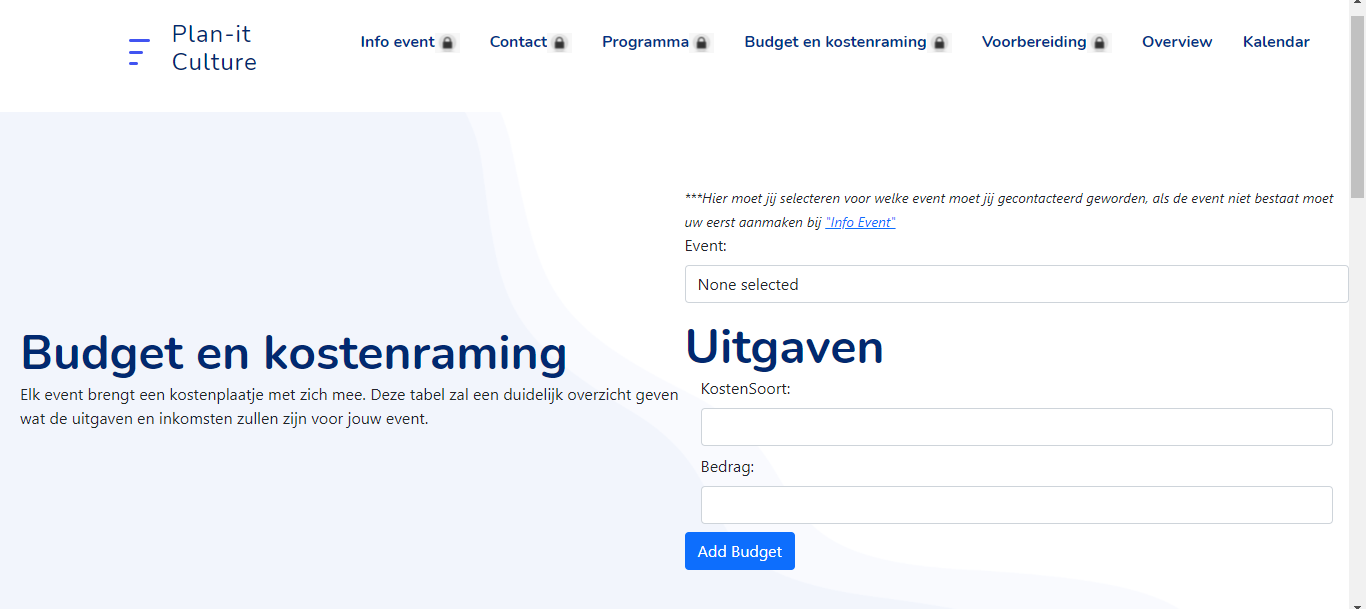 Plan-it
Culture
Info event
Contact
Programma
Budget en kostenraming
Voorbereiding
Overview
Kalendar
***Hier moet jij selecteren voor welke event moet jij gecontacteerd geworden, als de event niet bestaat moet
uw eerst aanmaken bij "Info Event"
Event:
None selected
Budget en kostenraming
Elk event brengt een kostenplaatje met zich mee. Deze tabel zal een duidelijk overzicht geven
wat de uitgaven en inkomsten zullen zijn voor jouw event.
Uitgaven
KostenSoort:
Bedrag:
Add Budget